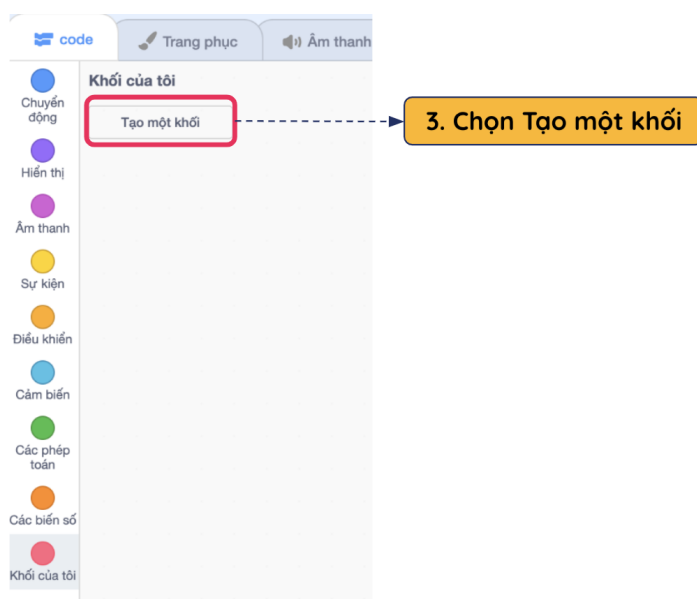 code
Trang phục
Âm thanh
Khối của tôi
Tạo một khối
3. Chọn Tạo một khối
Chuyển
động
Hiển thị
Âm thanh
Sự kiện
Điều khiển
Cảm biến
Các phép
toán
Các biến số
Khối của tôi